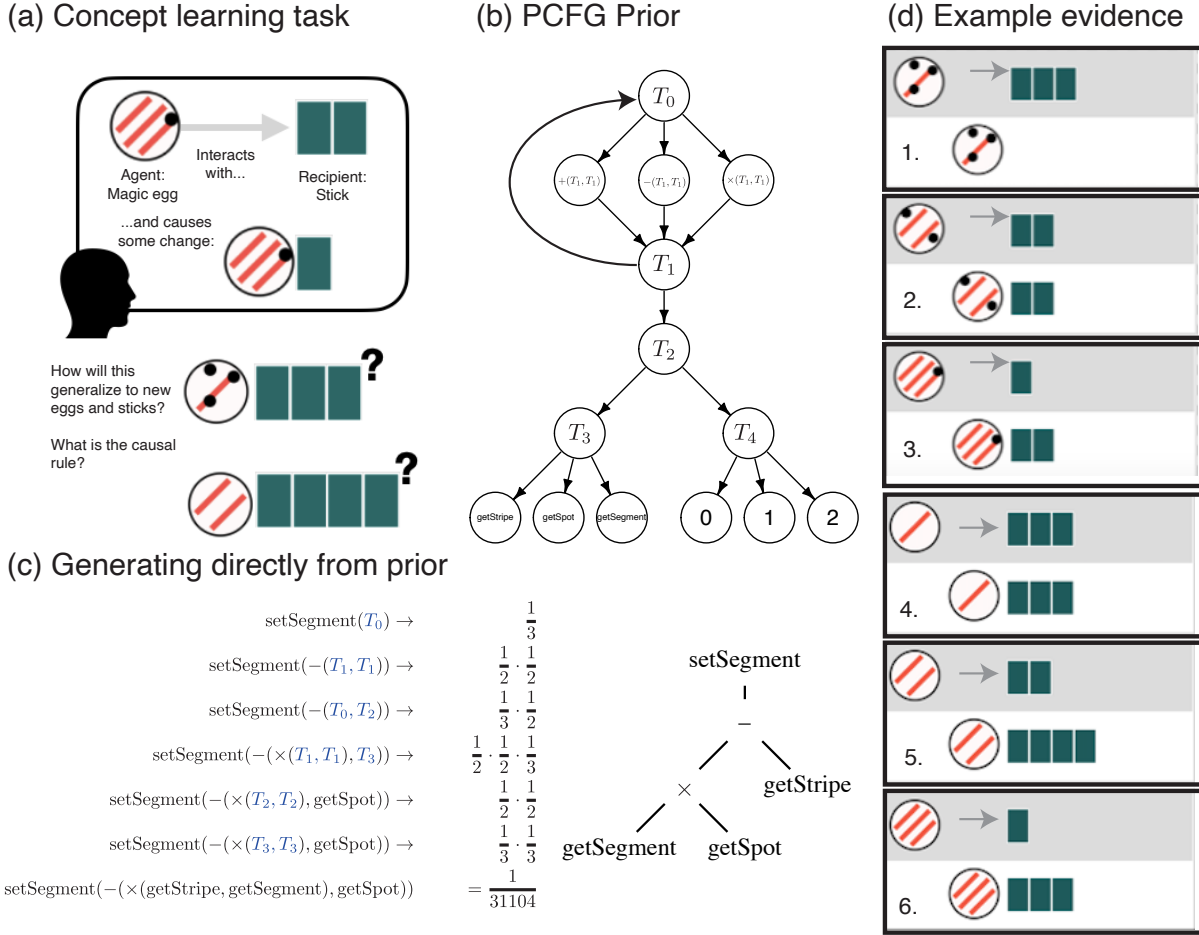 (a) Concept learning task
Agent:
Magic egg
Interacts
with...
Recipient:
Stick
...and causes
some change:
How will this
generalize to new
eggs and sticks?
?
What is the causal
rule?
?
(b) PCFG Prior
T₀
+(T₁, T₁)
−(T₁, T₁)
×(T₁, T₁)
T₁
T₂
T₃
T₄
getStripe
getSpot
getSegment
0
1
2
(c) Generating directly from prior
setSegment(T₀) → 1/3
setSegment(−(T₁, T₁)) → 1/2 · 1/2
setSegment(−(T₀, T₂)) → 1/3 · 1/2
setSegment(−(×(T₁, T₁), T₃)) → 1/2 · 1/2 · 1/3
setSegment(−(×(T₂, T₂), getSpot)) → 1/2 · 1/2
setSegment(−(×(T₃, T₃), getSpot)) → 1/3 · 1/3
setSegment(−(×(getStripe, getSegment), getSpot)) = 1/31104
setSegment
−
×
getStripe
getSegment
getSpot
(d) Example evidence
1.
2.
3.
4.
5.
6.